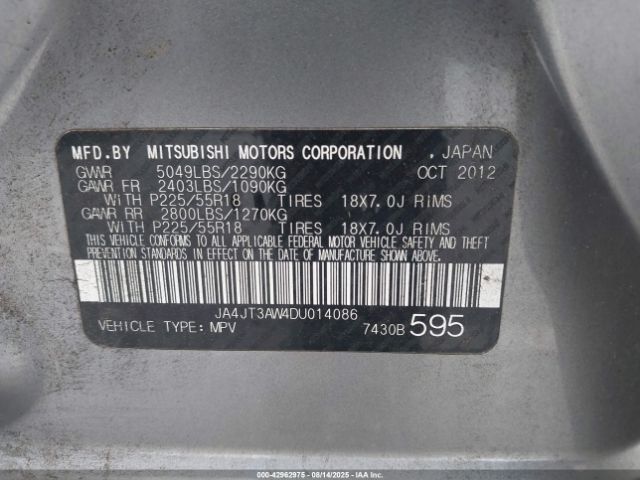 MFD.BY MITSUBISHI MOTORS CORPORATION , JAPAN
GVWR 5049LBS/2290KG OCT 2012
GAWR FR 2403LBS/1090KG
WITH P225/55R18 TIRES 18X7.0J RIMS
GAWR RR 2800LBS/1270KG
WITH P225/55R18 TIRES 18X7.0J RIMS
THIS VEHICLE CONFORMS TO ALL APPLICABLE FEDERAL MOTOR VEHICLE SAFETY AND THEFT
PREVENTION STANDARDS IN EFFECT ON THE DATE OF MANUFACTURE SHOWN ABOVE.
JA4JT3AW4DU014086
VEHICLE TYPE: MPV 7430B 595
STOCK: 42962975 - 08/14/2025 - IAAI.COM